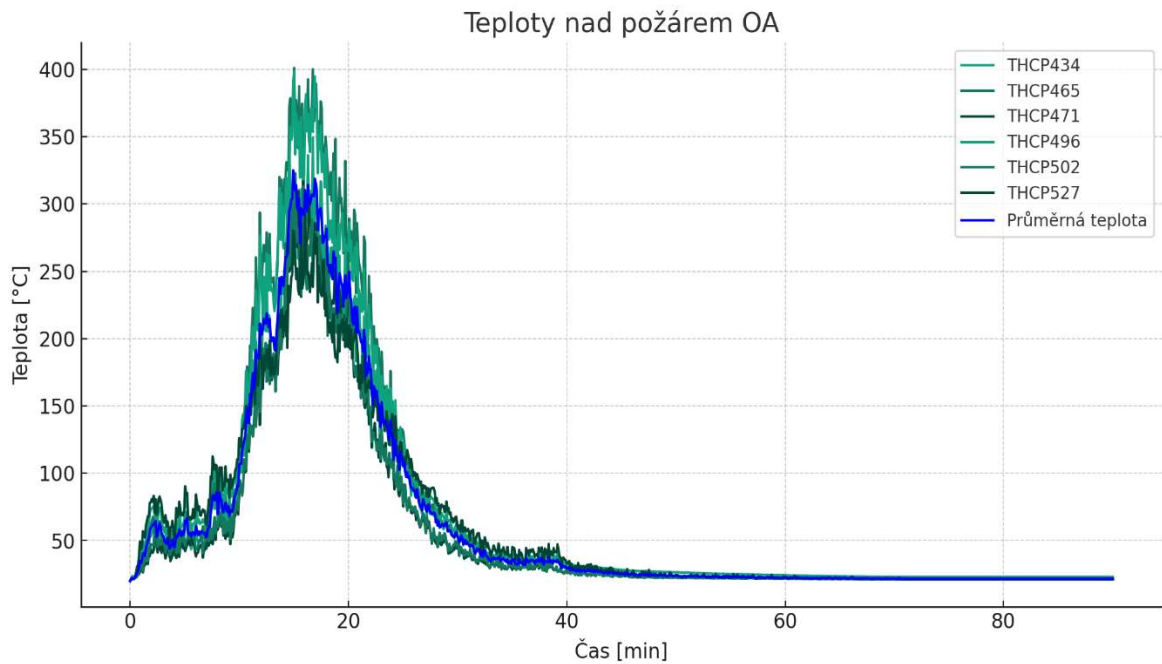 Teploty nad požárem OA
THCP434
THCP465
THCP471
THCP496
THCP502
THCP527
Průměrná teplota
400
350
300
250
200
150
100
50
Teplota [°C]
0
20
40
60
80
Čas [min]